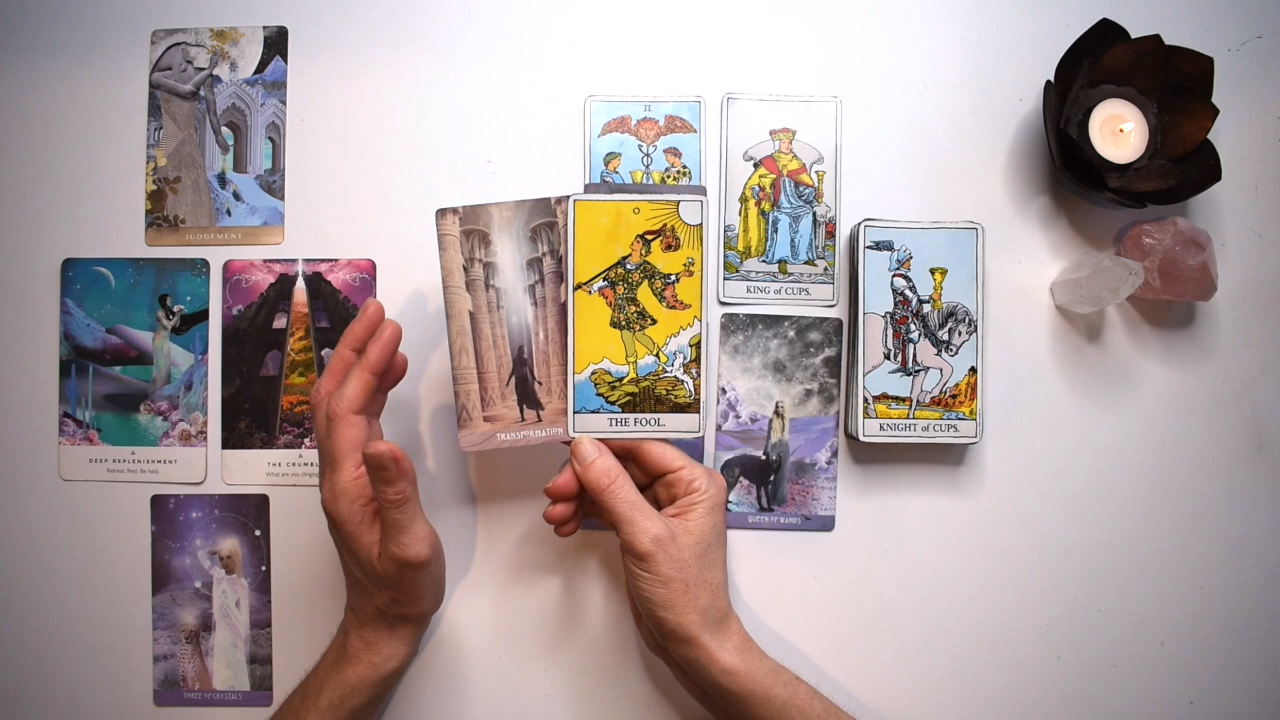 JUDGEMENT
II
KING of CUPS.
O
TRANSFORMATION
THE FOOL.
KNIGHT of CUPS.
DEEP REPLENISHMENT
Retreat. Rest. Be held.
THE CRUMBL
What are you clinging
QUEEN OF WANDS
THREE OF CRYSTALS